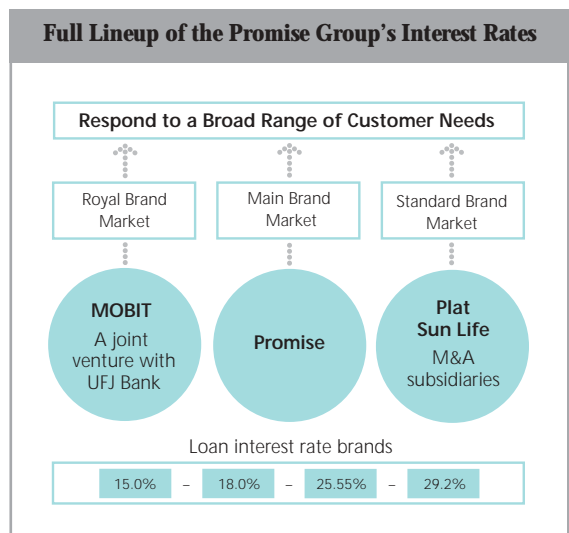 Full Lineup of the Promise Group's Interest Rates
Respond to a Broad Range of Customer Needs
Royal Brand
Market
Main Brand
Market
Standard Brand
Market
MOBIT
A joint
venture with
UFJ Bank
Promise
Plat
Sun Life
M&A
subsidiaries
Loan interest rate brands
15.0% – 18.0% – 25.55% – 29.2%